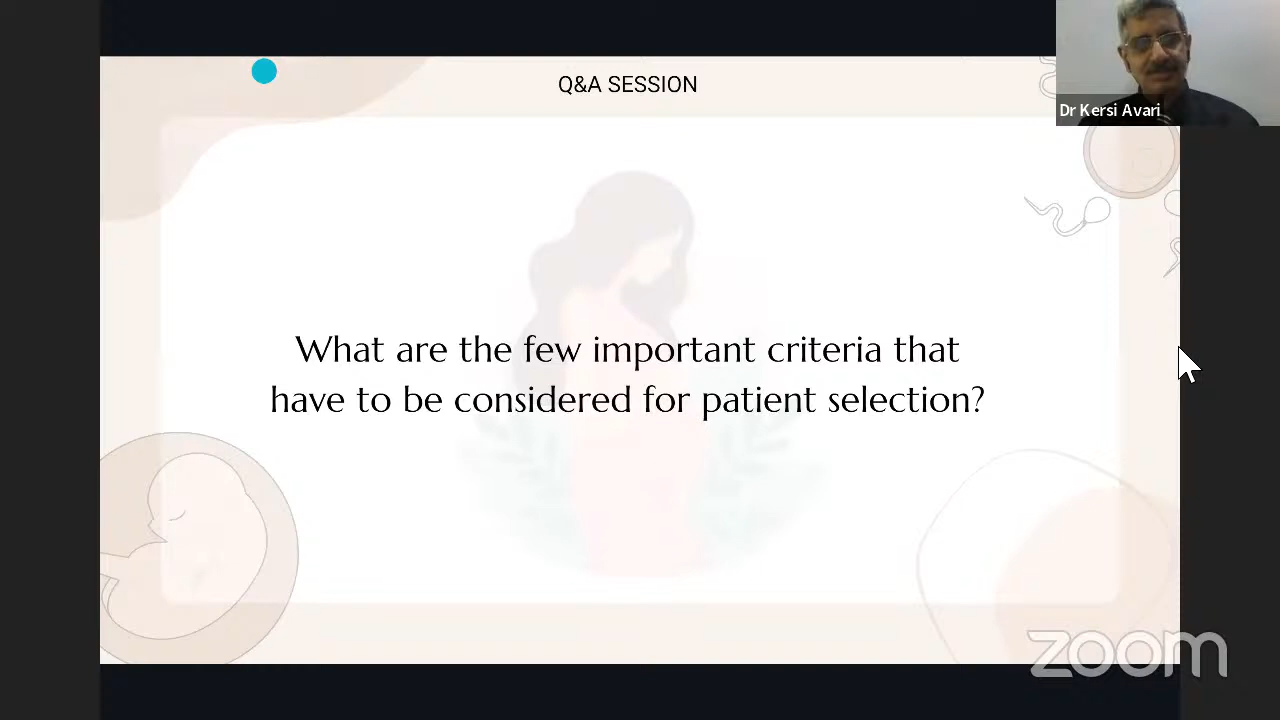 Q&A SESSION
Dr Kersi Avari
What are the few important criteria that
have to be considered for patient selection?
zoom